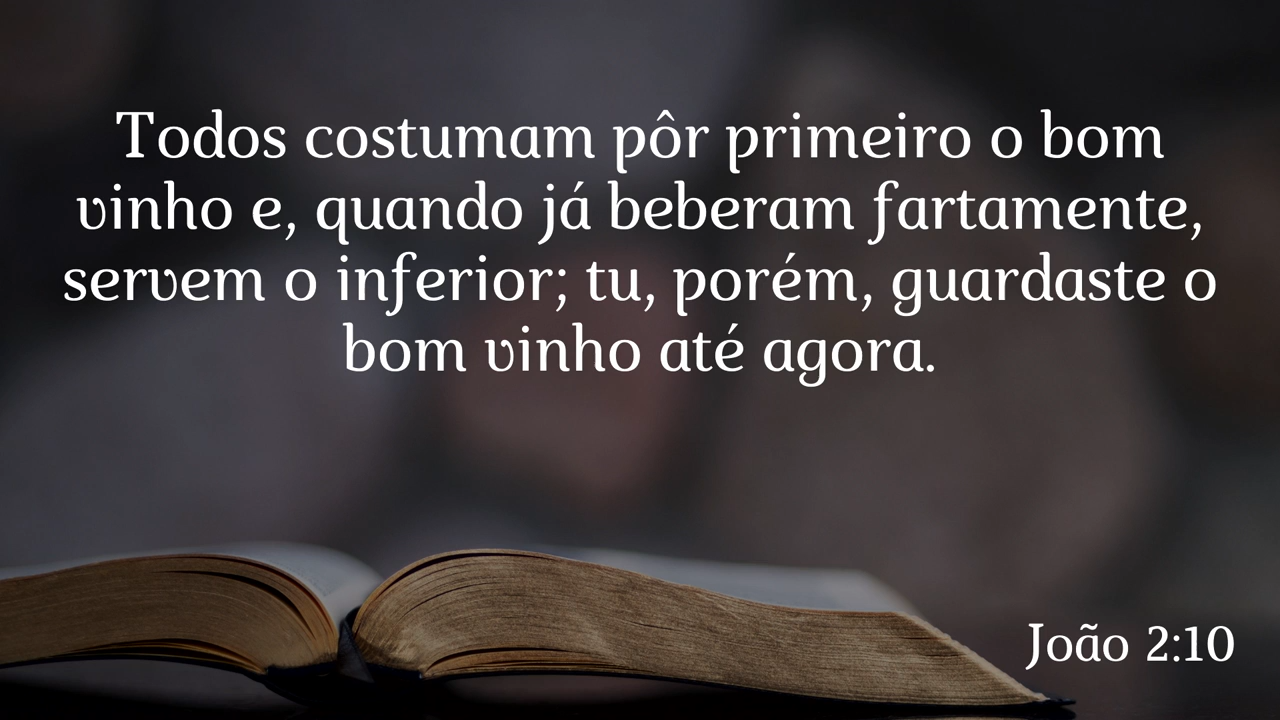 Todos costumam pôr primeiro o bom
vinho e, quando já beberam fartamente,
servem o inferior; tu, porém, guardaste o
bom vinho até agora.
João 2:10